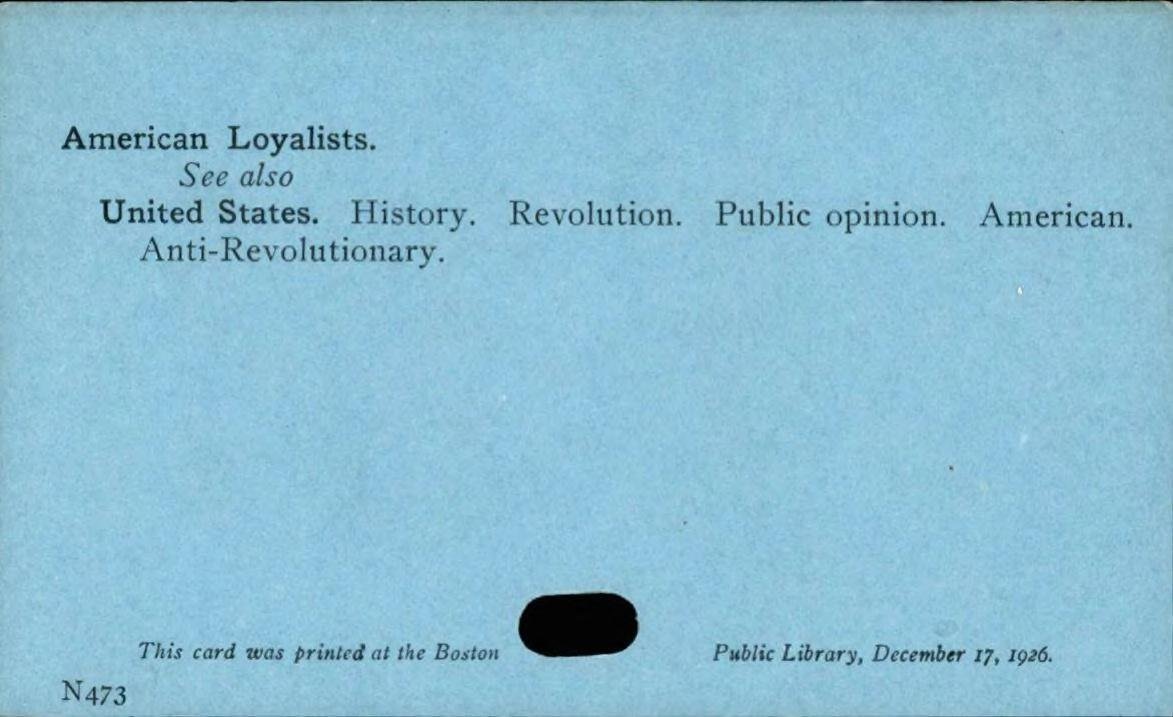 American Loyalists.
See also
United States. History. Revolution. Public opinion. American.
Anti-Revolutionary.
This card was printed at the Boston Public Library, December 17, 1926.
N473